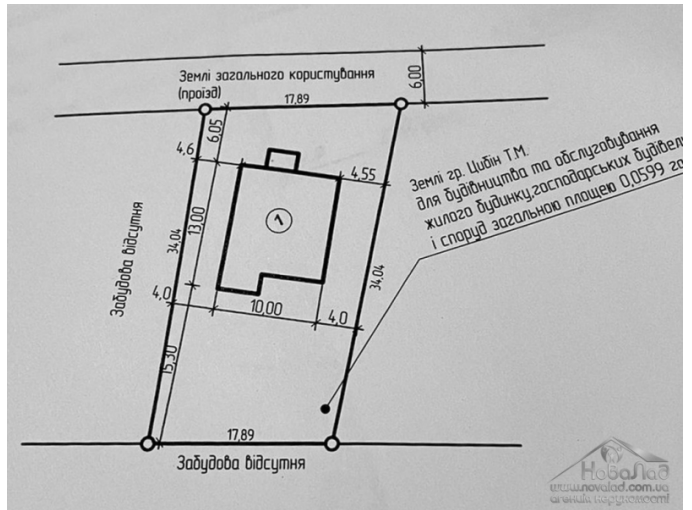 Землі загального користування
(проїзд)
17,89
6,00
6,05
4,6
4,55
Землі гр. Цибін Т.М.
для будівництва та обслуговування
жилого будинку,господарських
і споруд загальною площею 0,0599 га
1
13,00
34,04
34,04
Забудова відсутня
4,0
10,00
4,0
15,30
17,89
Забудова відсутня
НоваЛад
www.novalad.com.ua
агенція нерухомості